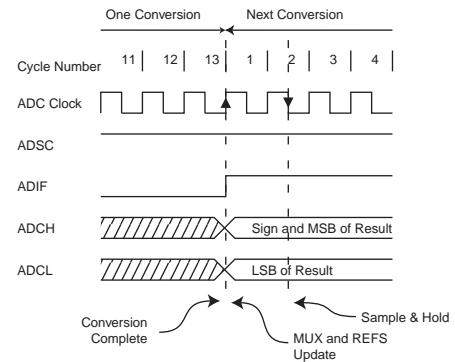 One Conversion Next Conversion
Cycle Number 11 12 13 1 2 3 4
ADC Clock
ADSC
ADIF
ADCH Sign and MSB of Result
ADCL LSB of Result
Conversion Complete
MUX and REFS Update
Sample & Hold